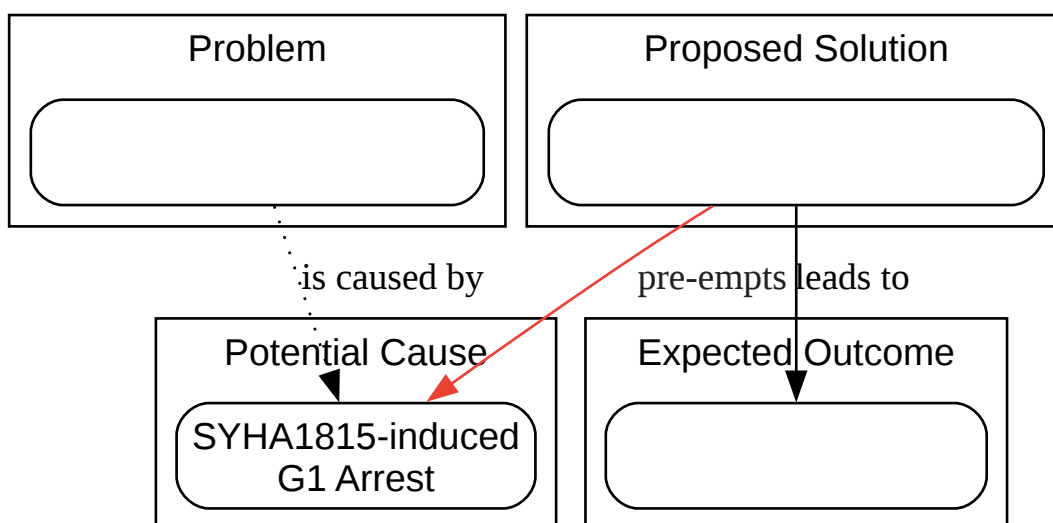 Problem
Proposed Solution
is caused by
pre-empts
leads to
Potential Cause
Expected Outcome
SYHA1815-induced
G1 Arrest